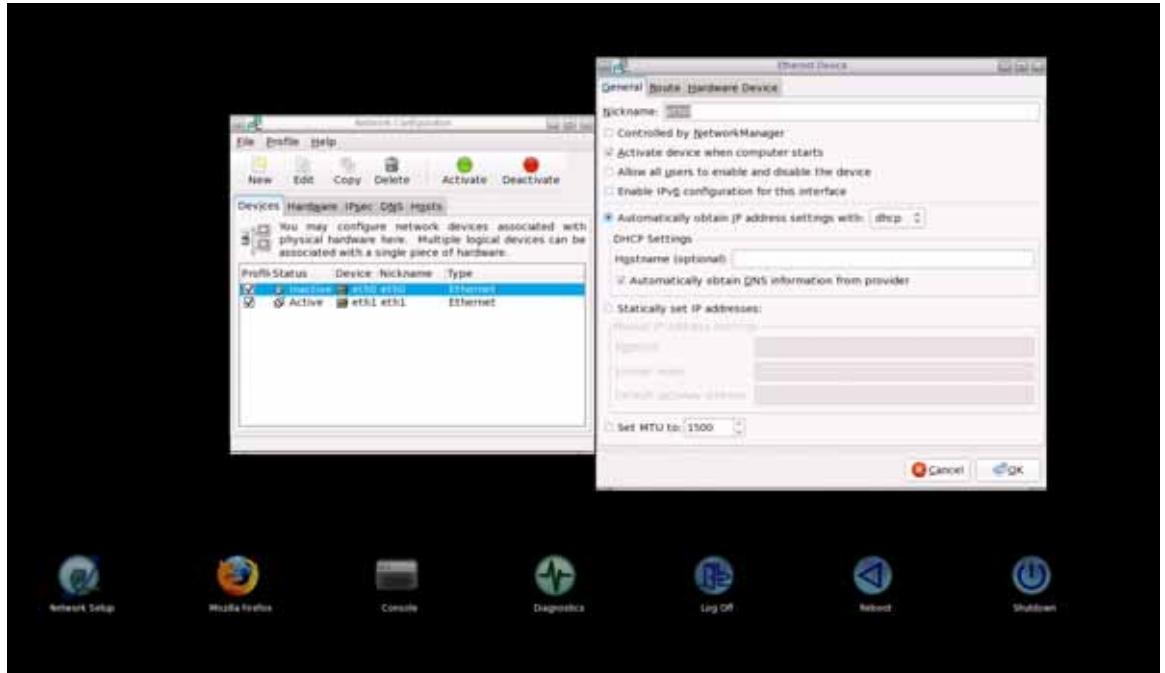 Network Configuration
File Profile Help
New Edit Copy Delete Activate Deactivate
Devices Hardware IPsec DNS Hosts
You may configure network devices associated with
physical hardware here. Multiple logical devices can be
associated with a single piece of hardware.
Profile Status Device Nickname Type
Inactive eth0 eth0 Ethernet
Active eth1 eth1 Ethernet
Ethernet Device
General Route Hardware Device
Nickname: eth0
Controlled by NetworkManager
Activate device when computer starts
Allow all users to enable and disable the device
Enable IPv6 configuration for this interface
Automatically obtain IP address settings with: dhcp
DHCP Settings
Hostname (optional):
Automatically obtain DNS information from provider
Statically set IP addresses:
Set MTU to: 1500
Cancel OK
Network Setup
Mozilla Firefox
Console
Diagnostics
Log Off
Reboot
Shutdown